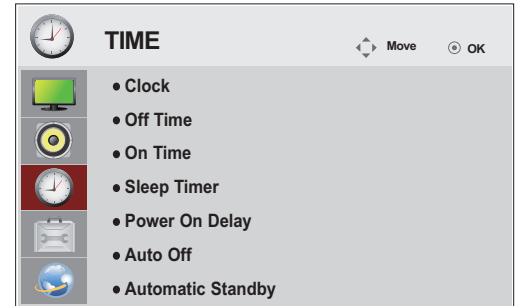 TIME
Move
OK
● Clock
● Off Time
● On Time
● Sleep Timer
● Power On Delay
● Auto Off
● Automatic Standby